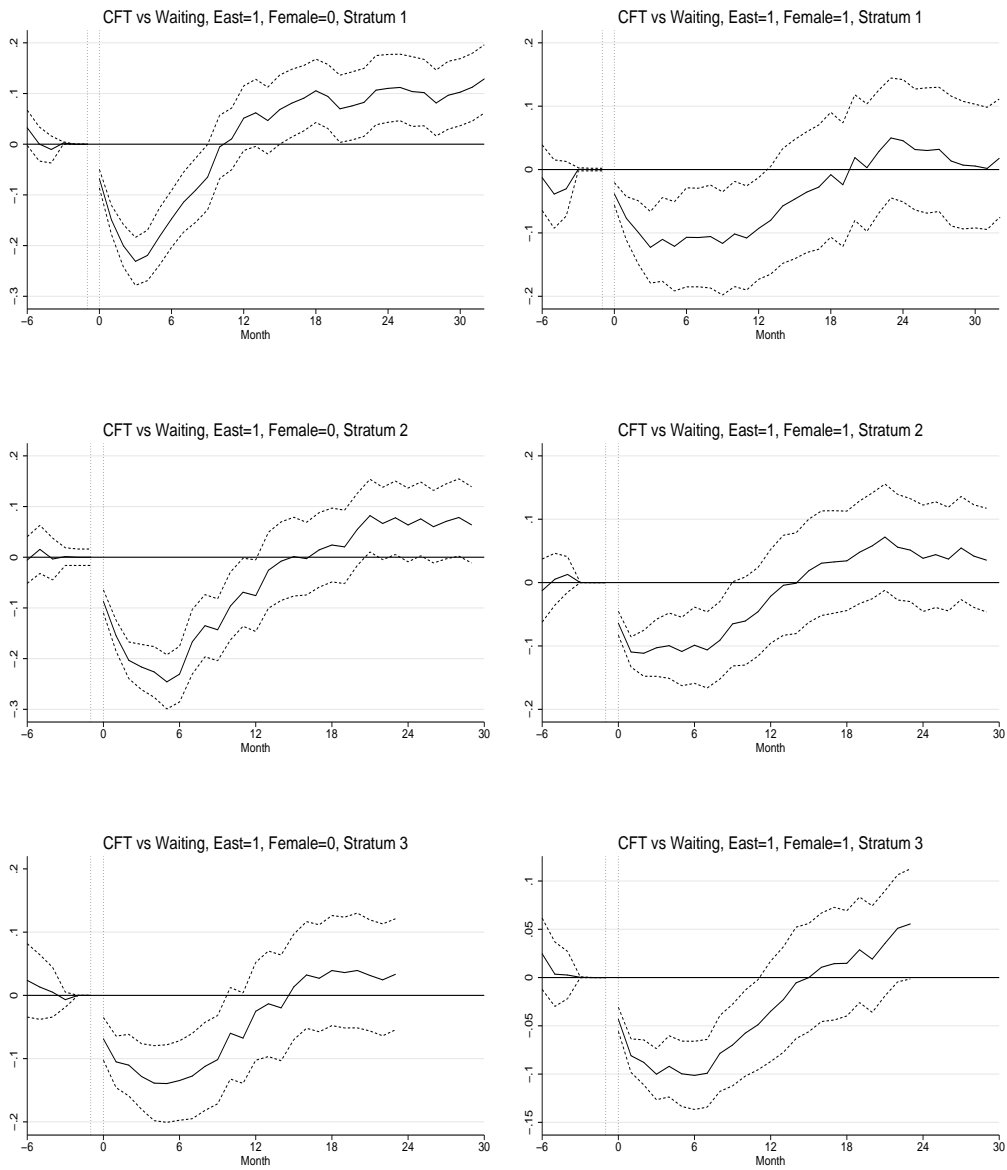 CFT vs Waiting, East=1, Female=0, Stratum 1
.2
.1
0
-.1
-.2
-.3
-6 0 6 12 18 24 30
Month
CFT vs Waiting, East=1, Female=1, Stratum 1
.2
.1
0
-.1
-.2
-6 0 6 12 18 24 30
Month
CFT vs Waiting, East=1, Female=0, Stratum 2
.2
.1
0
-.1
-.2
-.3
-6 0 6 12 18 24 30
Month
CFT vs Waiting, East=1, Female=1, Stratum 2
.2
.1
0
-.1
-.2
-6 0 6 12 18 24 30
Month
CFT vs Waiting, East=1, Female=0, Stratum 3
.2
.1
0
-.1
-.2
-6 0 6 12 18 24 30
Month
CFT vs Waiting, East=1, Female=1, Stratum 3
.1
.05
0
-.05
-.1
-.15
-6 0 6 12 18 24 30
Month